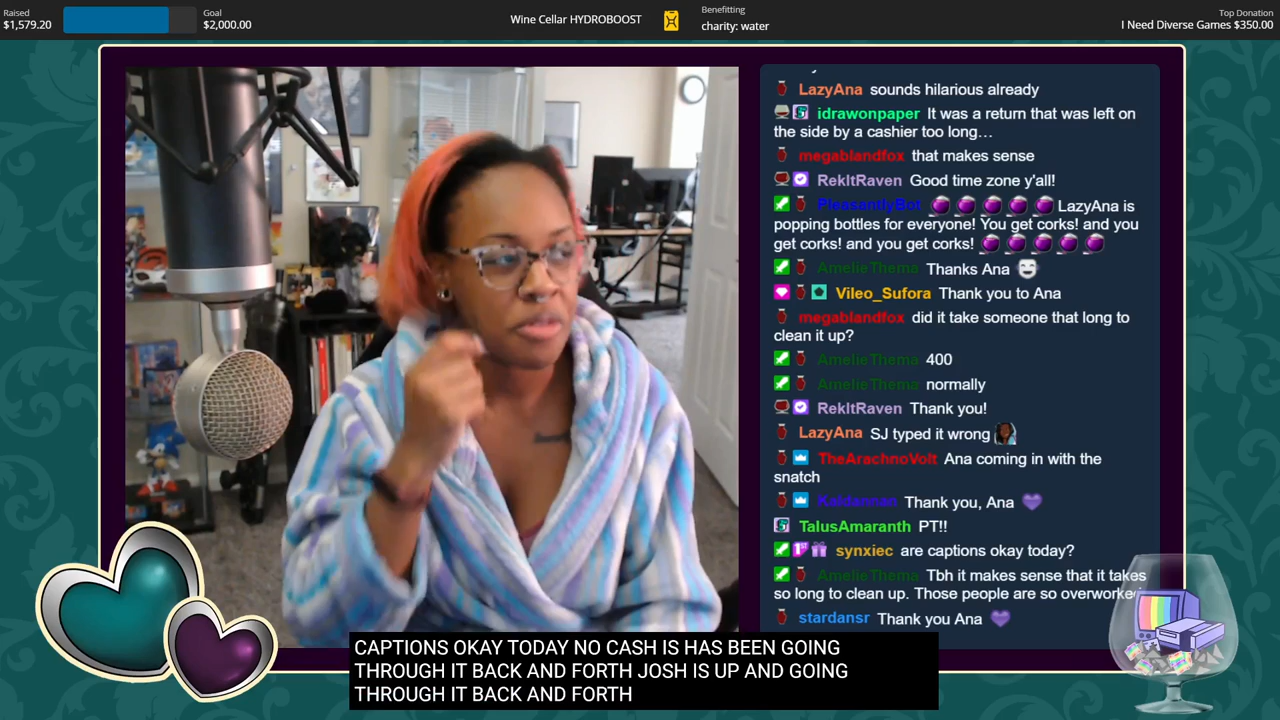 Raised
$1,579.20
Goal
$2,000.00
Wine Cellar HYDROBOOST
Benefitting
charity: water
Top Donation
I Need Diverse Games $350.00
LazyAna sounds hilarious already
idrawonpaper It was a return that was left on
the side by a cashier too long…
megablandfox that makes sense
RekItRaven Good time zone y'all!
PleasantlyBot LazyAna is
popping bottles for everyone! You get corks! and you
get corks! and you get corks!
AmelieThema Thanks Ana
Vileo_Sufora Thank you to Ana
megablandfox did it take someone that long to
clean it up?
AmelieThema 400
AmelieThema normally
RekItRaven Thank you!
LazyAna SJ typed it wrong
TheArachnoVolt Ana coming in with the
snatch
Kaldannan Thank you, Ana
TalusAmaranth PT!!
synxiec are captions okay today?
AmelieThema Tbh it makes sense that it takes
so long to clean up. Those people are so overworked
stardansr Thank you Ana
CAPTIONS OKAY TODAY NO CASH IS HAS BEEN GOING
THROUGH IT BACK AND FORTH JOSH IS UP AND GOING
THROUGH IT BACK AND FORTH